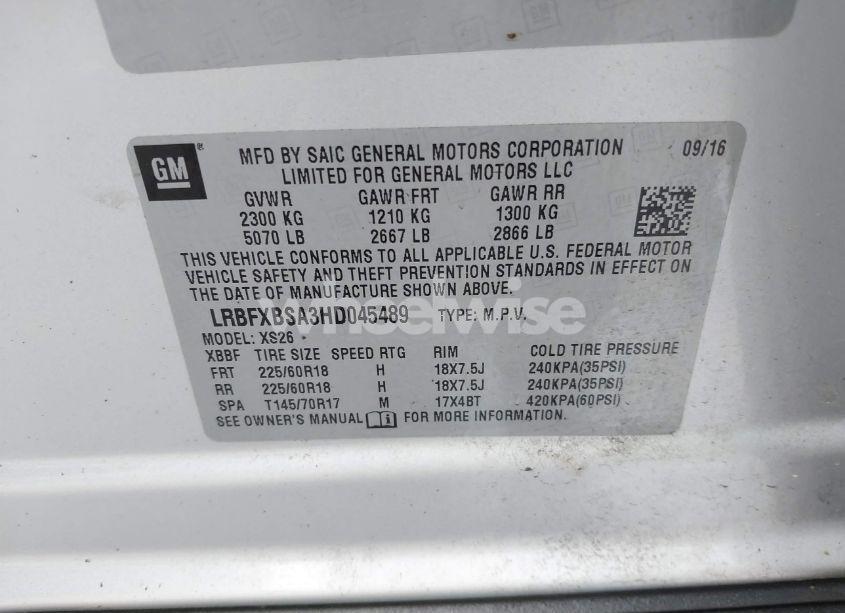 GM
MFD BY SAIC GENERAL MOTORS CORPORATION 09/16
LIMITED FOR GENERAL MOTORS LLC
GVWR GAWR FRT GAWR RR
2300 KG 1210 KG 1300 KG
5070 LB 2667 LB 2866 LB
THIS VEHICLE CONFORMS TO ALL APPLICABLE U.S. FEDERAL MOTOR
VEHICLE SAFETY AND THEFT PREVENTION STANDARDS IN EFFECT ON
THE DATE OF MANUFACTURE SHOWN ABOVE.
LRBFXBSA3HD045489 TYPE: M.P.V.
wheelwise
MODEL: XS26
XBBF TIRE SIZE SPEED RTG RIM COLD TIRE PRESSURE
FRT 225/60R18 H 18X7.5J 240KPA(35PSI)
RR 225/60R18 H 18X7.5J 240KPA(35PSI)
SPA T145/70R17 M 17X4BT 420KPA(60PSI)
SEE OWNER'S MANUAL FOR MORE INFORMATION.